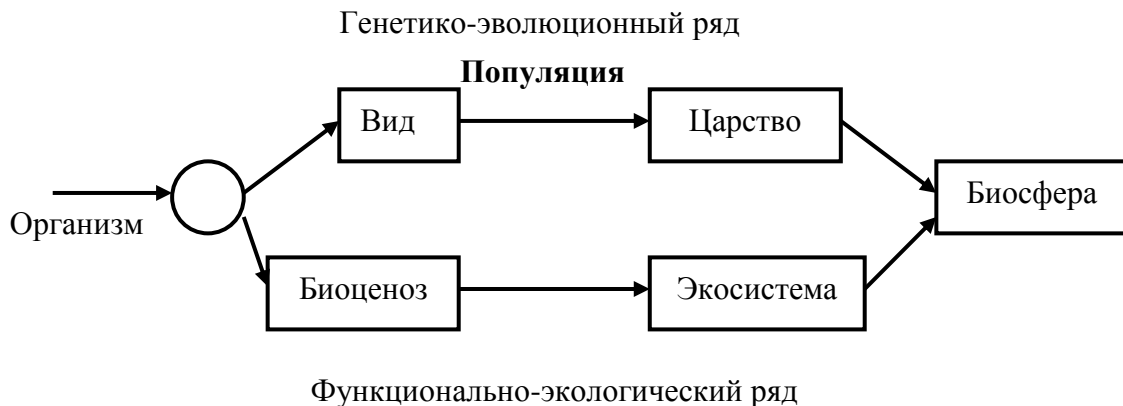 Генетико-эволюционный ряд
Популяция
Вид
Царство
Биосфера
Организм
Биоценоз
Экосистема
Функционально-экологический ряд